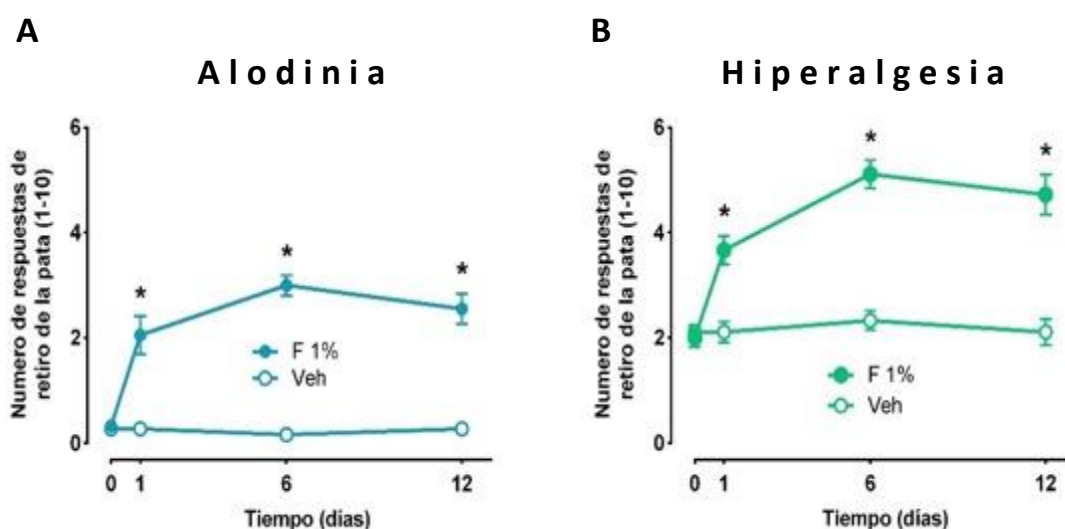 A
Alodinia
Numero de respuestas de
retiro de la pata (1-10)
6
4
2
0
*
*
*
F 1%
Veh
0 1 6 12
Tiempo (días)
B
Hiperalgesia
Numero de respuestas de
retiro de la pata (1-10)
6
4
2
0
*
*
*
F 1%
Veh
0 1 6 12
Tiempo (días)